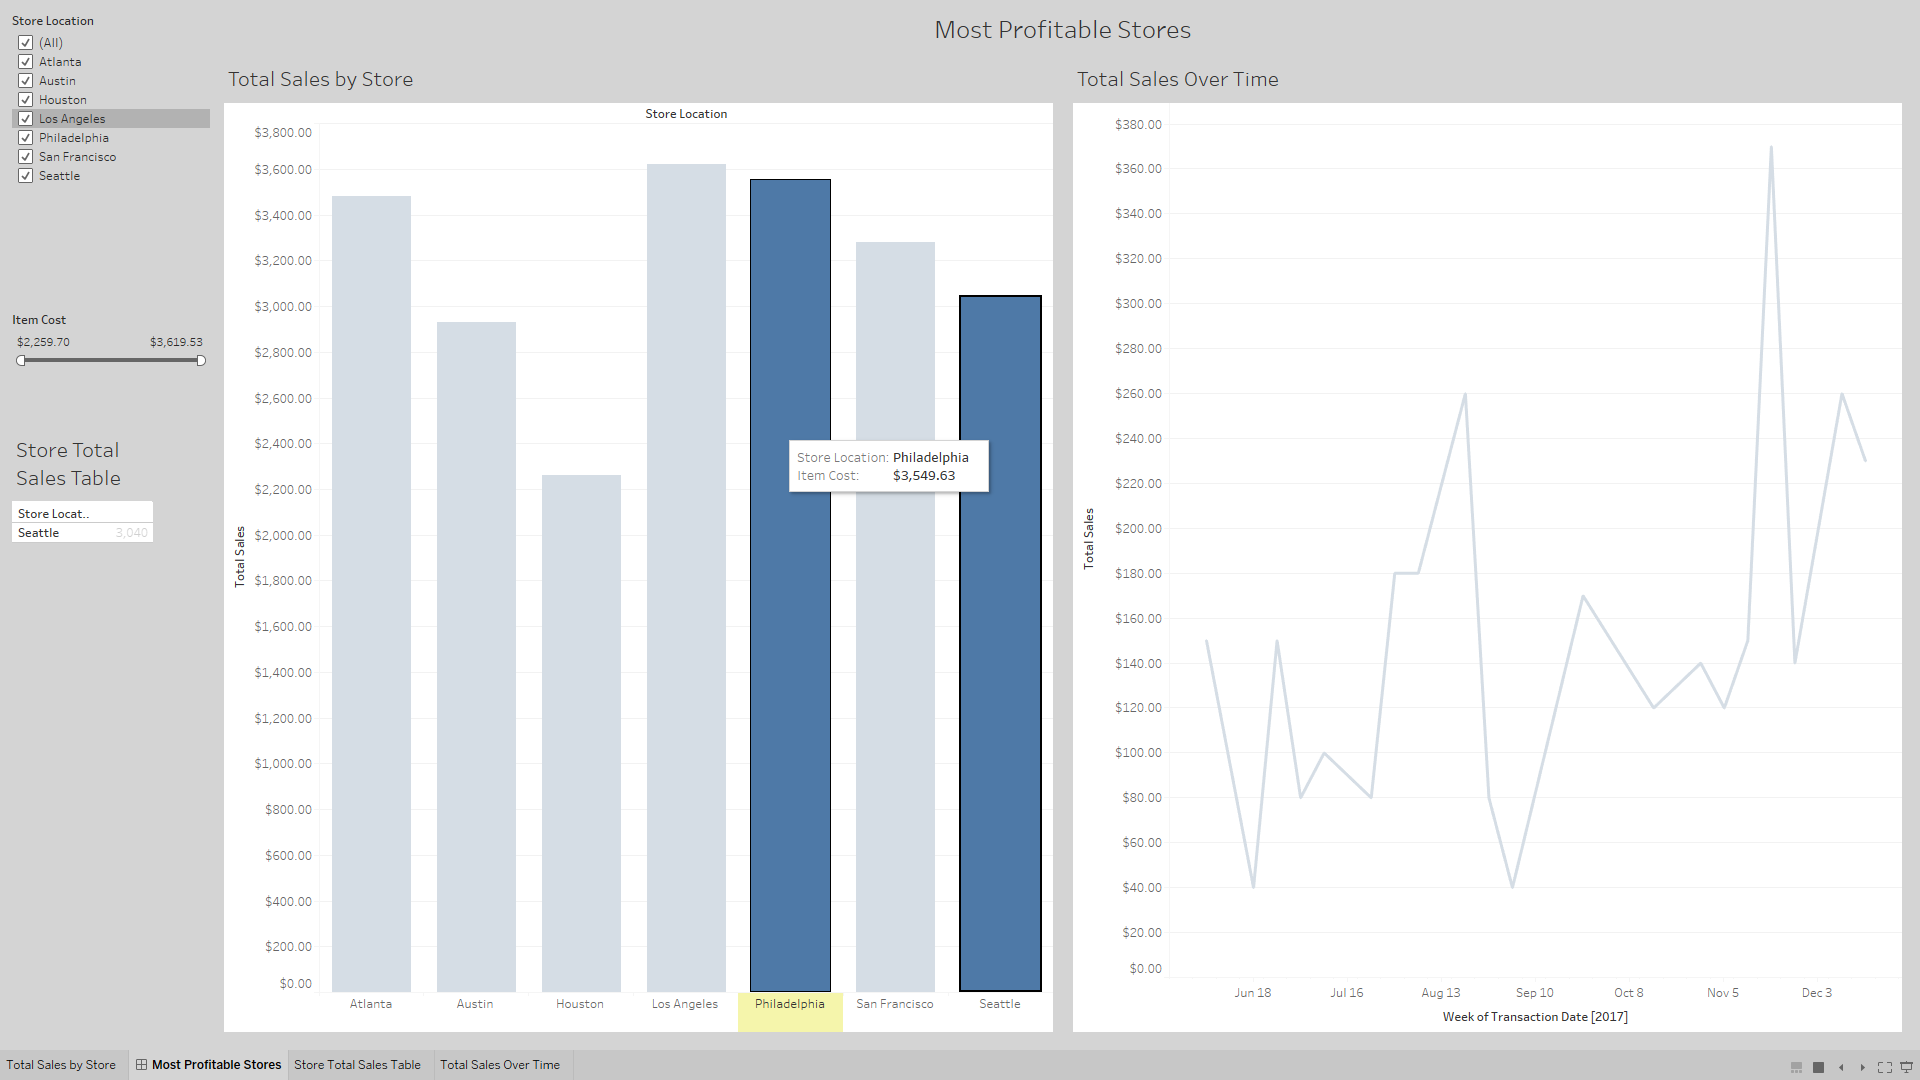 Store Location
(All)
Atlanta
Austin
Houston
Los Angeles
Philadelphia
San Francisco
Seattle
Item Cost
$2,259.70 $3,619.53
Store Total
Sales Table
Store Locat..
Seattle 3,040
Most Profitable Stores
Total Sales by Store
Store Location
$3,800.00
$3,600.00
$3,400.00
$3,200.00
$3,000.00
$2,800.00
$2,600.00
$2,400.00
$2,200.00
$2,000.00
$1,800.00
$1,600.00
$1,400.00
$1,200.00
$1,000.00
$800.00
$600.00
$400.00
$200.00
$0.00
Total Sales
Atlanta Austin Houston Los Angeles Philadelphia San Francisco Seattle
Store Location: Philadelphia
Item Cost: $3,549.63
Total Sales Over Time
$380.00
$360.00
$340.00
$320.00
$300.00
$280.00
$260.00
$240.00
$220.00
$200.00
$180.00
$160.00
$140.00
$120.00
$100.00
$80.00
$60.00
$40.00
$20.00
$0.00
Total Sales
Jun 18 Jul 16 Aug 13 Sep 10 Oct 8 Nov 5 Dec 3
Week of Transaction Date [2017]
Total Sales by Store Most Profitable Stores Store Total Sales Table Total Sales Over Time